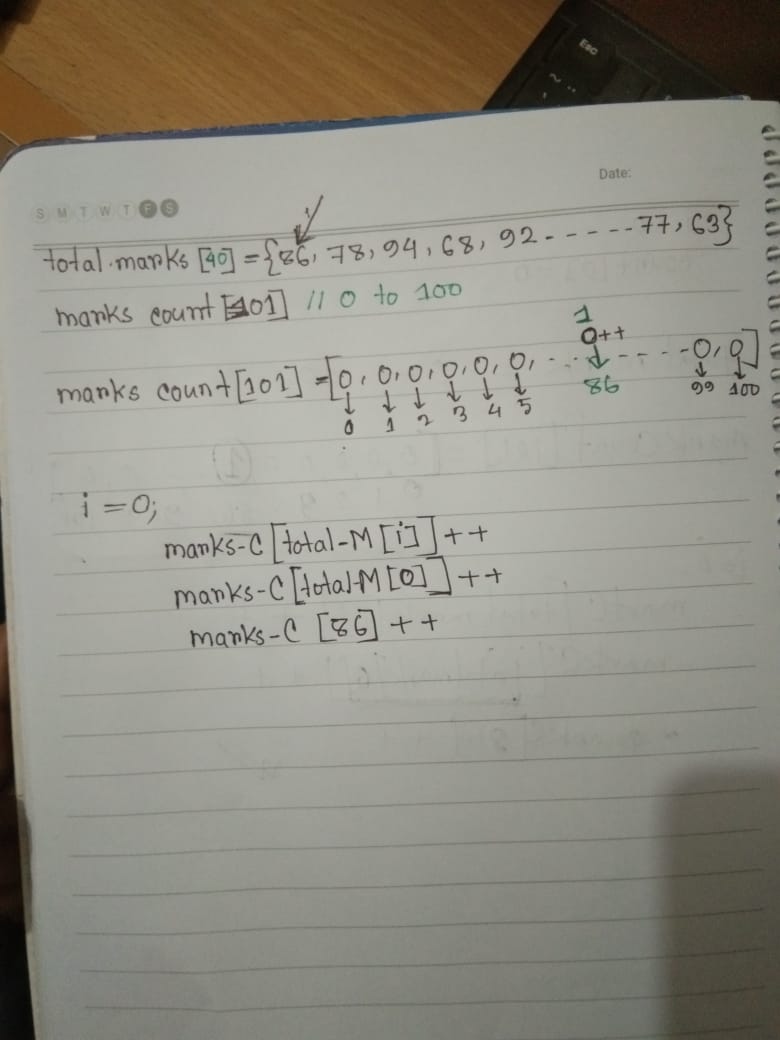 Esc
Date:
S M T W T F S
total.marks [40] = {86, 78, 94, 68, 92 - - - - - - 77, 63}
marks count [101] // 0 to 100
1
0++
marks count [101] = [0, 0, 0, 0, 0, 0, - - - - - - - 0, 0]
0 1 2 3 4 5 86 99 100
i = 0;
marks-C [total-M [i]] ++
marks-C [total-M [0]] ++
marks-C [86] ++